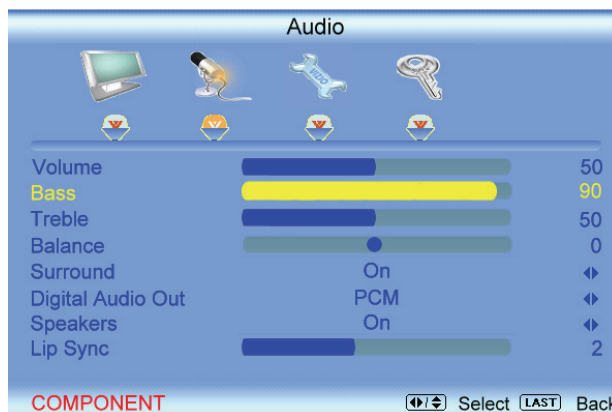 Audio
VIZIO
Volume 50
Bass 90
Treble 50
Balance 0
Surround On
Digital Audio Out PCM
Speakers On
Lip Sync 2
COMPONENT Select LAST Back